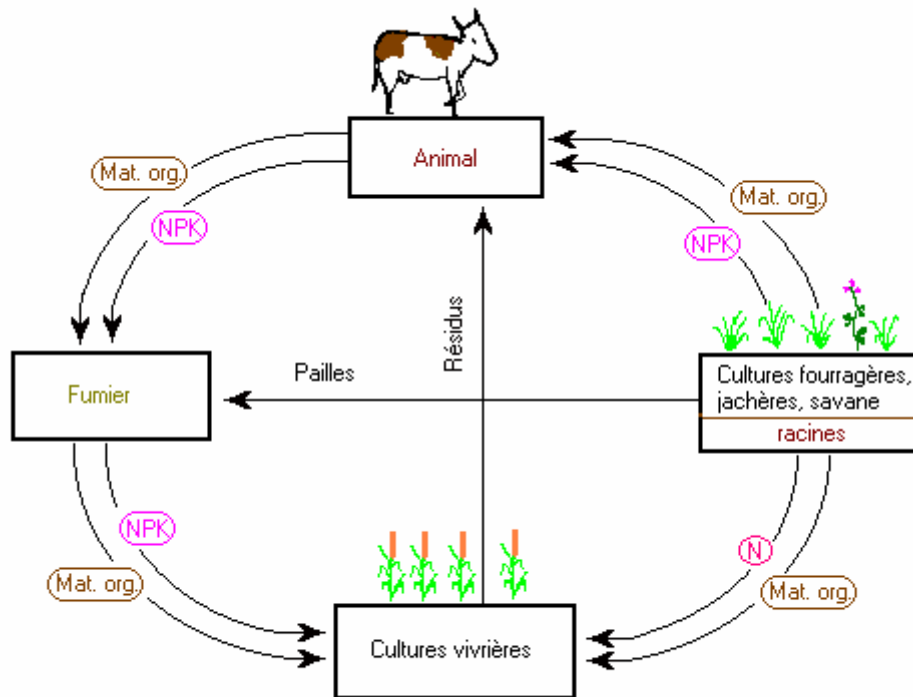 Animal
Mat. org.
Mat. org.
NPK
NPK
Résidus
Pailles
Fumier
Cultures fourragères,
jachères, savane
racines
NPK
N
Mat. org.
Mat. org.
Cultures vivrières